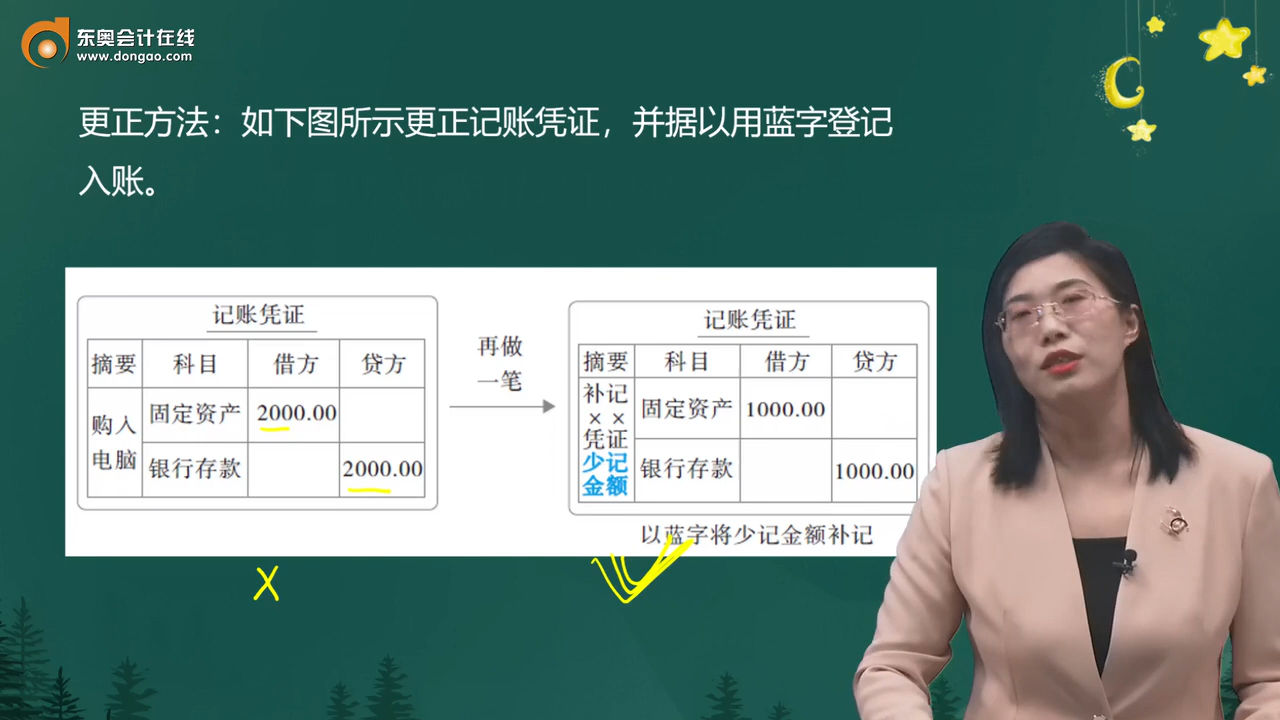 东奥会计在线
www.dongao.com
更正方法：如下图所示更正记账凭证，并据以用蓝字登记
入账。
记账凭证
摘要 科目 借方 贷方
购入
电脑
固定资产 2000.00
银行存款 2000.00
再做
一笔
记账凭证
摘要 科目 借方 贷方
补记
××
凭证
少记
金额
固定资产 1000.00
银行存款 1000.00
以蓝字将少记金额补记
X